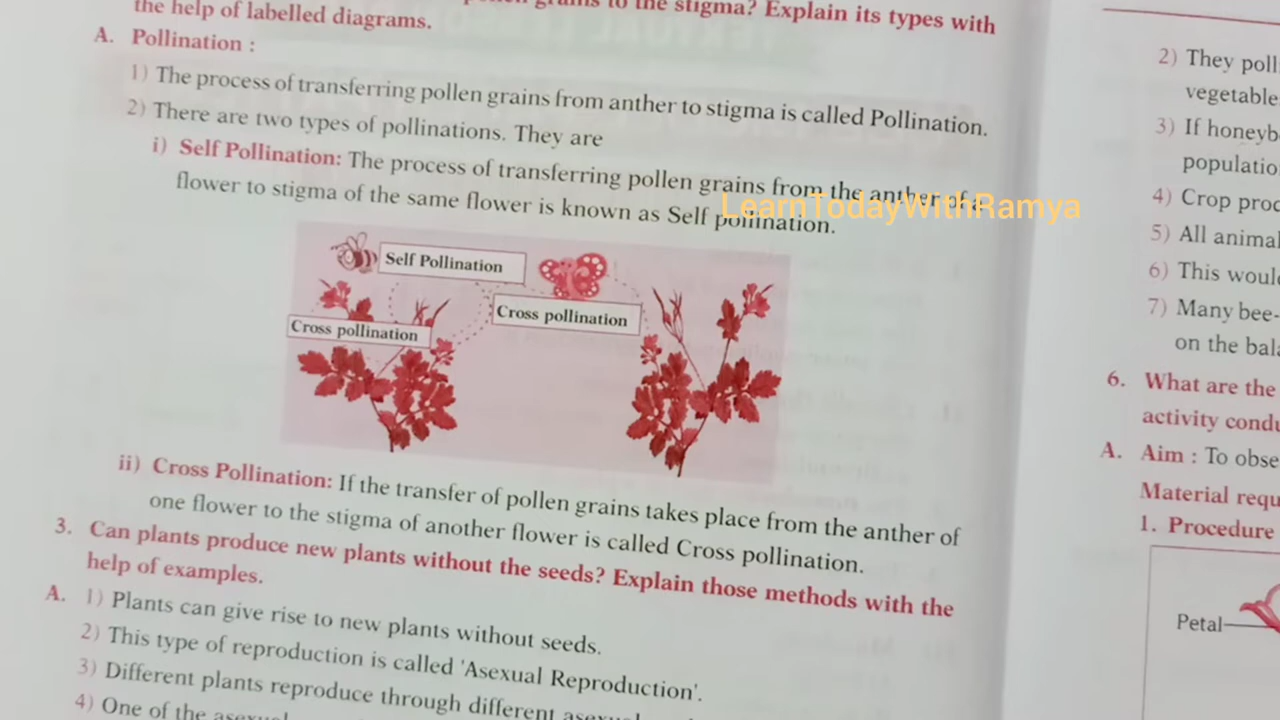 the help of labelled diagrams.
to the stigma? Explain its types with
A. Pollination :
1) The process of transferring pollen grains from anther to stigma is called Pollination.
2) There are two types of pollinations. They are
i) Self Pollination: The process of transferring pollen grains from the anther of a
flower to stigma of the same flower is known as Self pollination.
LearnTodayWithRamya
Self Pollination
Cross pollination
Cross pollination
ii) Cross Pollination: If the transfer of pollen grains takes place from the anther of
one flower to the stigma of another flower is called Cross pollination.
3. Can plants produce new plants without the seeds? Explain those methods with the
help of examples.
A. 1) Plants can give rise to new plants without seeds.
2) This type of reproduction is called 'Asexual Reproduction'.
3) Different plants reproduce through different
4) One of the
2) They poll
vegetable
3) If honeyb
populatio
4) Crop proc
5) All animal
6) This would
7) Many bee-
on the bala
6. What are the
activity condu
A. Aim : To obse
Material requ
1. Procedure
Petal